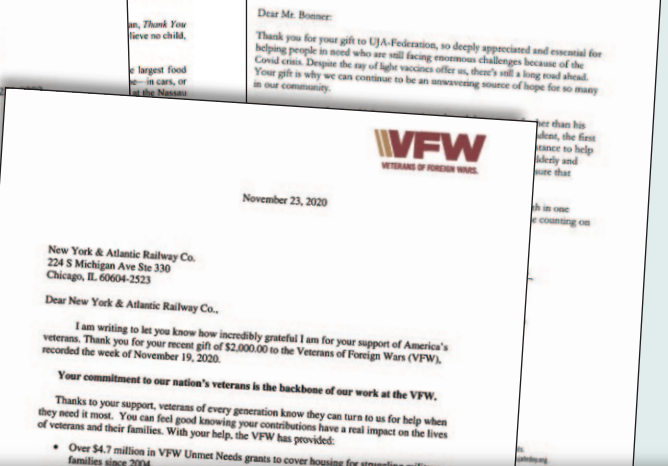 an, Thank You
lieve no child,
e largest food
e— in cars, or
at the Nassau
Dear Mr. Bonner:
Thank you for your gift to UJA-Federation, so deeply appreciated and essential for
helping people in need who are still facing enormous challenges because of the
Covid crisis. Despite the ray of light vaccines offer us, there's still a long road ahead.
Your gift is why we can continue to be an unwavering source of hope for so many
in our community.
her than his
dent, the first
stance to help
lderly and
sure that
th in one
e counting on
VFW
VETERANS OF FOREIGN WARS.
November 23, 2020
New York & Atlantic Railway Co.
224 S Michigan Ave Ste 330
Chicago, IL 60604-2523
Dear New York & Atlantic Railway Co.,
I am writing to let you know how incredibly grateful I am for your support of America's
veterans. Thank you for your recent gift of $2,000.00 to the Veterans of Foreign Wars (VFW),
recorded the week of November 19, 2020.
Your commitment to our nation's veterans is the backbone of our work at the VFW.
Thanks to your support, veterans of every generation know they can turn to us for help when
they need it most. You can feel good knowing your contributions have a real impact on the lives
of veterans and their families. With your help, the VFW has provided:
• Over $4.7 million in VFW Unmet Needs grants to cover housing for
families since 2004